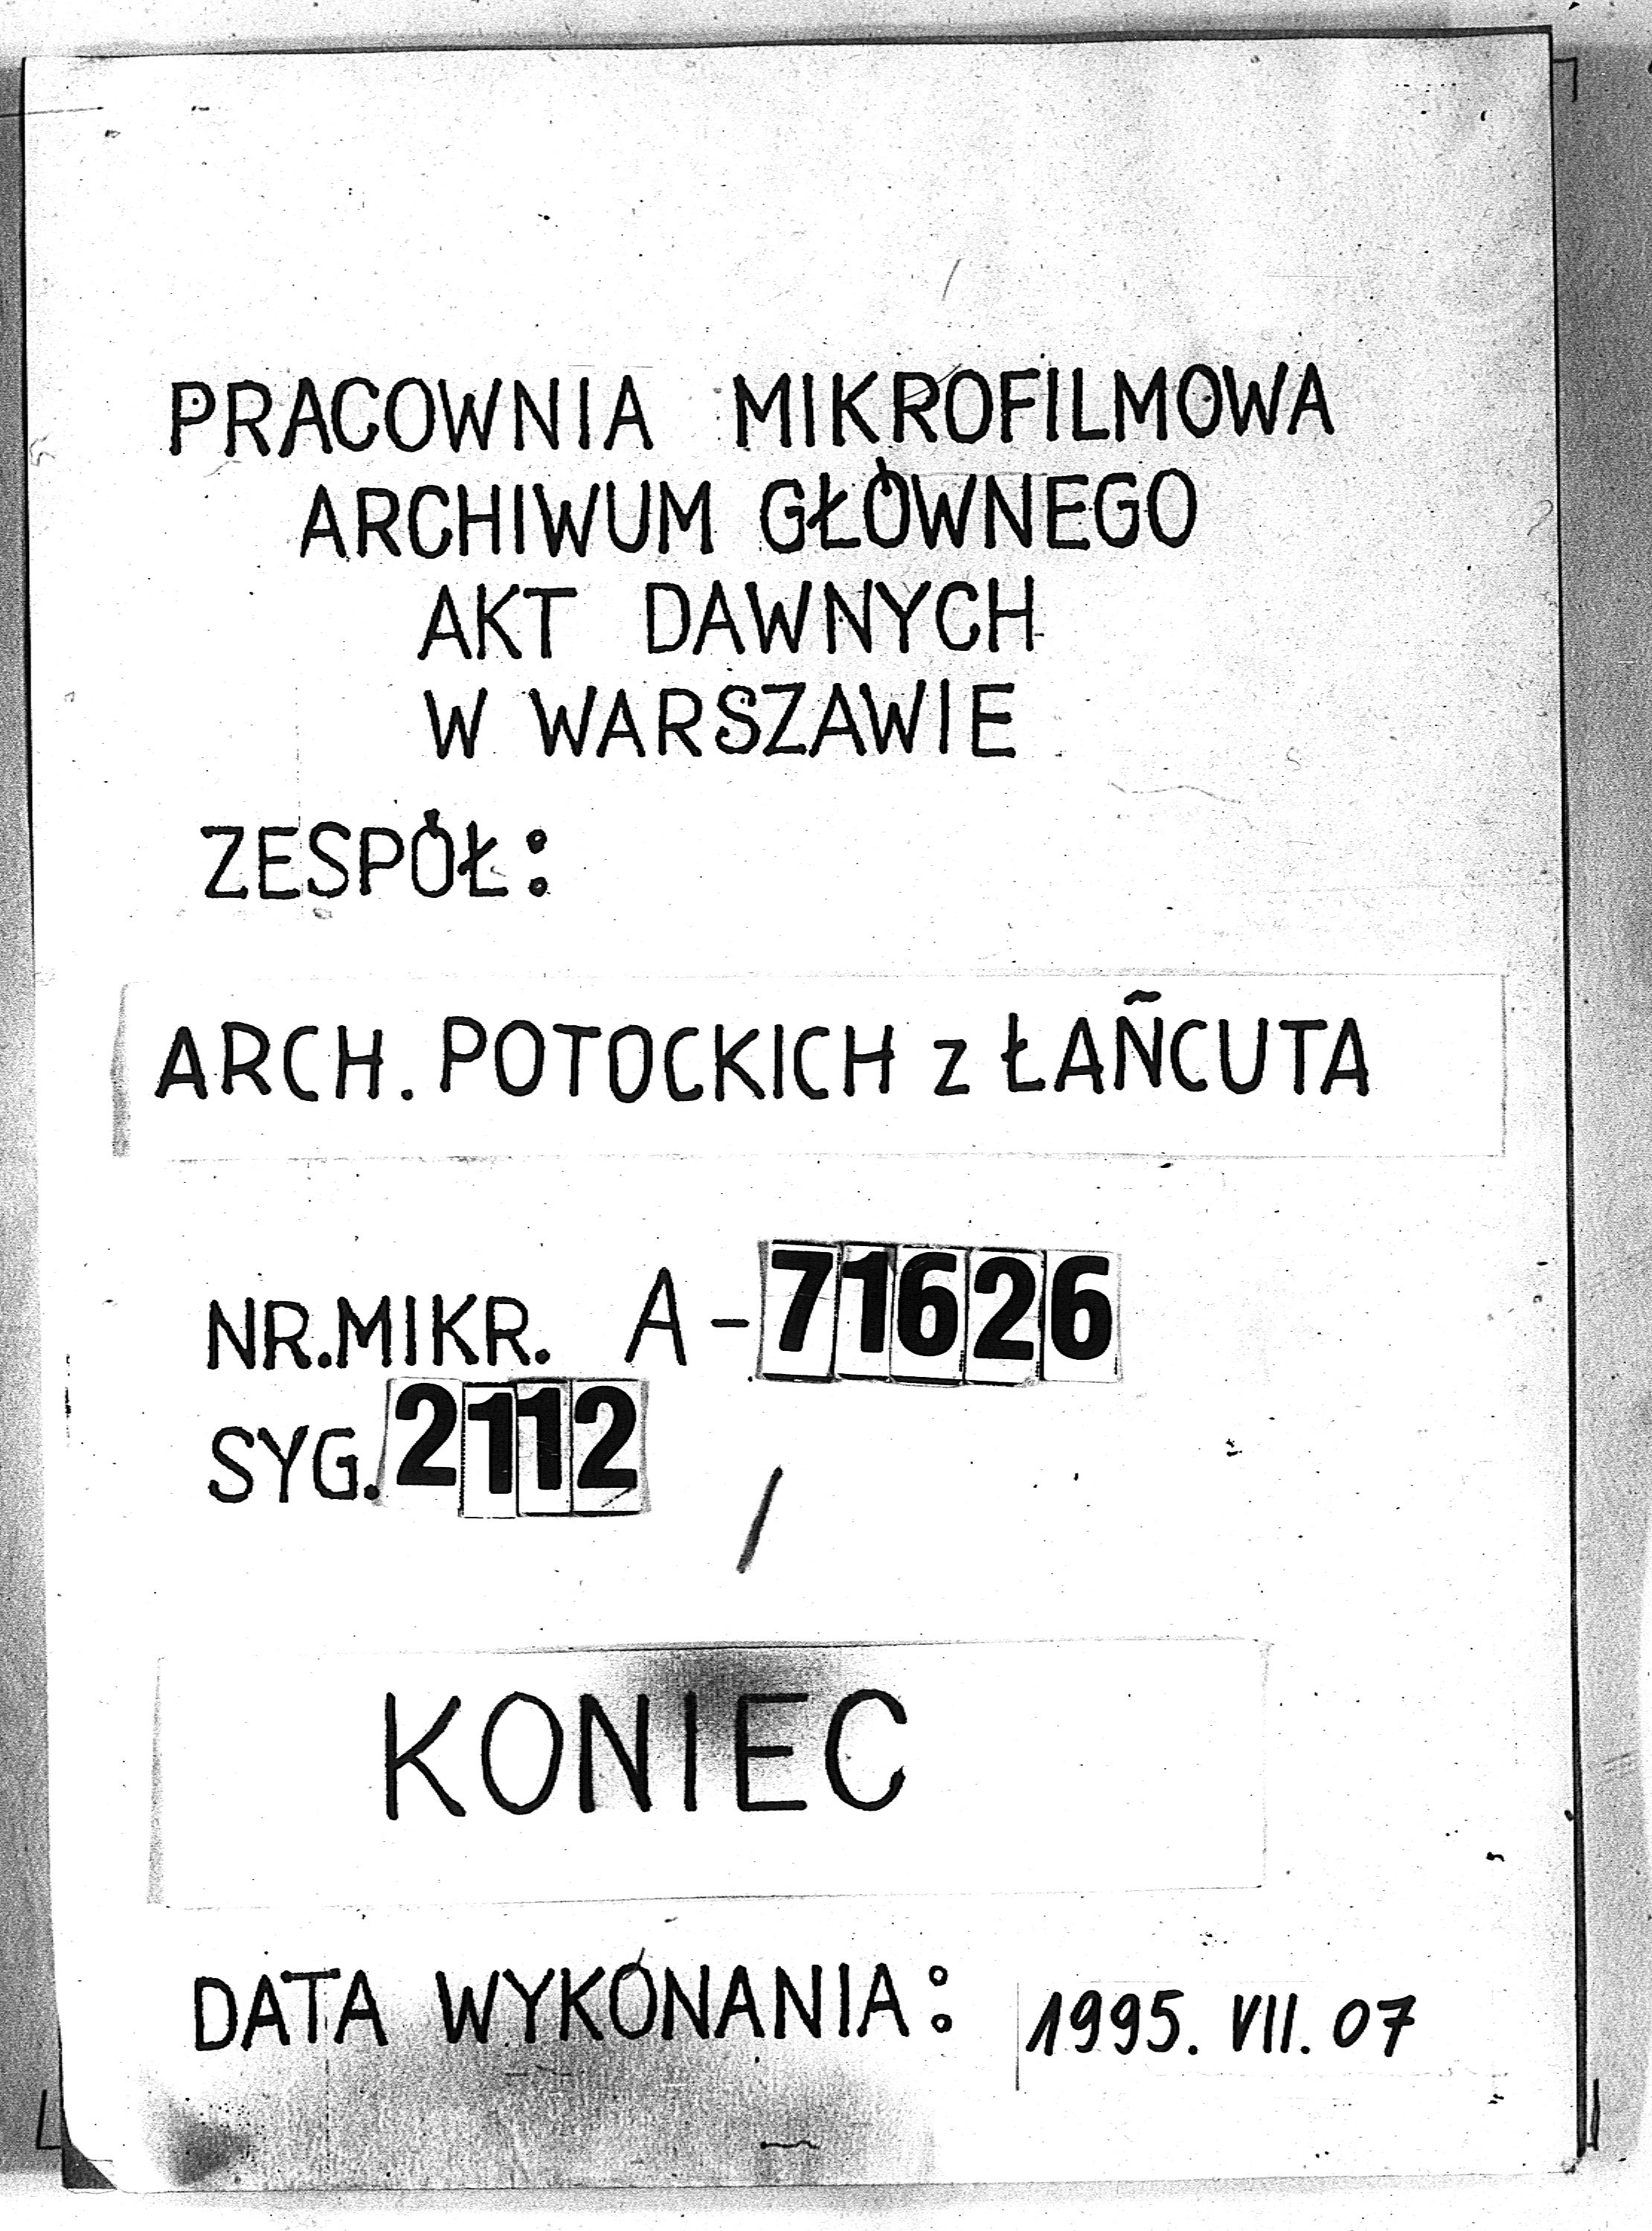 PRACOWNIA MIKROFILMOWA
ARCHIWUM GŁÓWNEGO
AKT DAWNYCH
W WARSZAWIE
ZESPÓŁ:
ARCH. POTOCKICH z ŁAÑCUTA
NR.MIKR. A-71626
SYG. 2112
KONIEC
DATA WYKONANIA: 1995. VII. 07